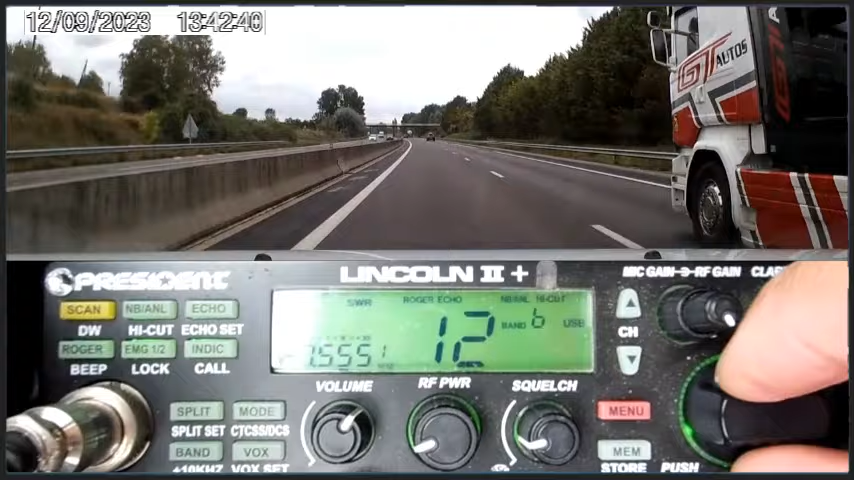 12/09/2023 13:42:40
GT AUTOS
PRESIDENT
LINCOLN II +
MIC GAIN RF GAIN
SCAN NB/ANL ECHO
DW HI-CUT ECHO SET
ROGER EMG 1/2 INDIC
BEEP LOCK CALL
SPLIT MODE
SPLIT SET CTCSS/DCS
BAND VOX
+10KHZ VOX SET
SWR ROGER ECHO NB/ANL HI-CUT
12 BAND b USB
VOLUME RF PWR SQUELCH
CH
MENU
MEM
STORE PUSH